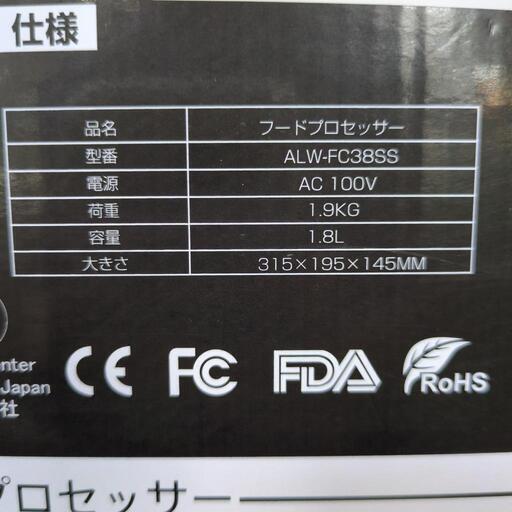 仕様
品名 フードプロセッサー
型番 ALW-FC38SS
電源 AC 100V
荷重 1.9KG
容量 1.8L
大きさ 315×195×145MM
enter
Japan
社
CE FC FDA RoHS
プロセッサー